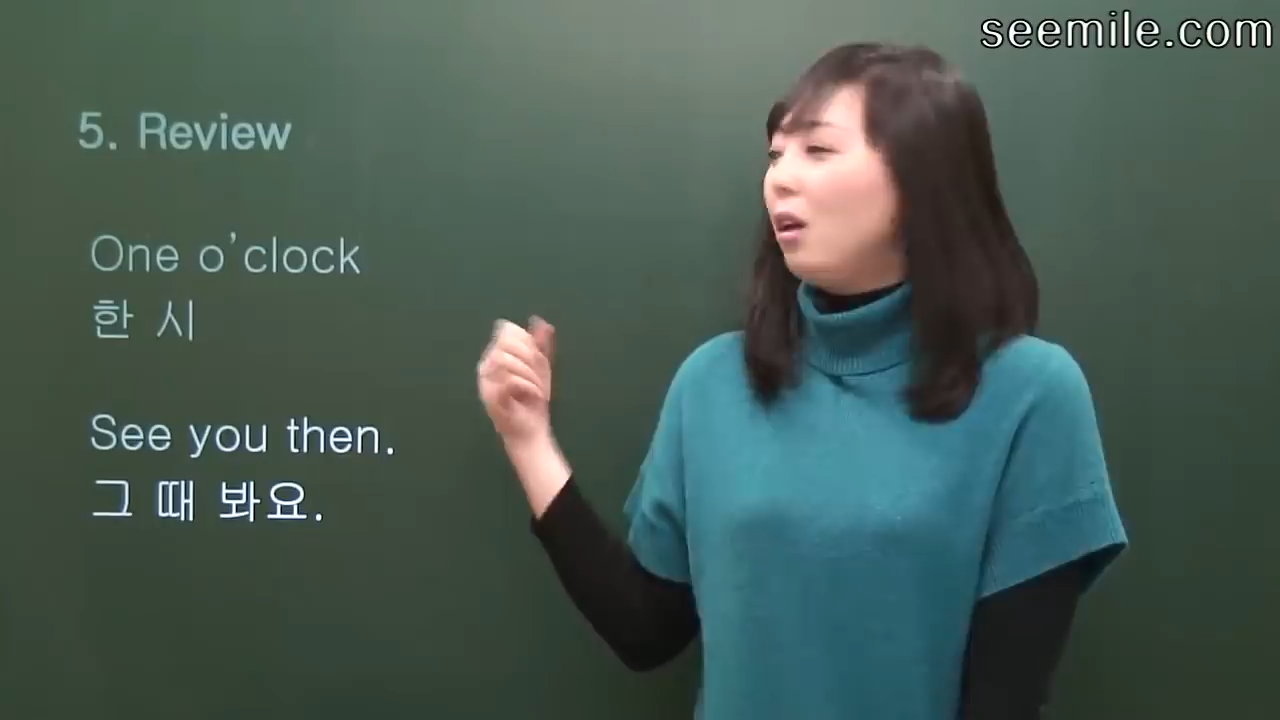 seemile.com
5. Review
One o'clock
한 시
See you then.
그 때 봐요.